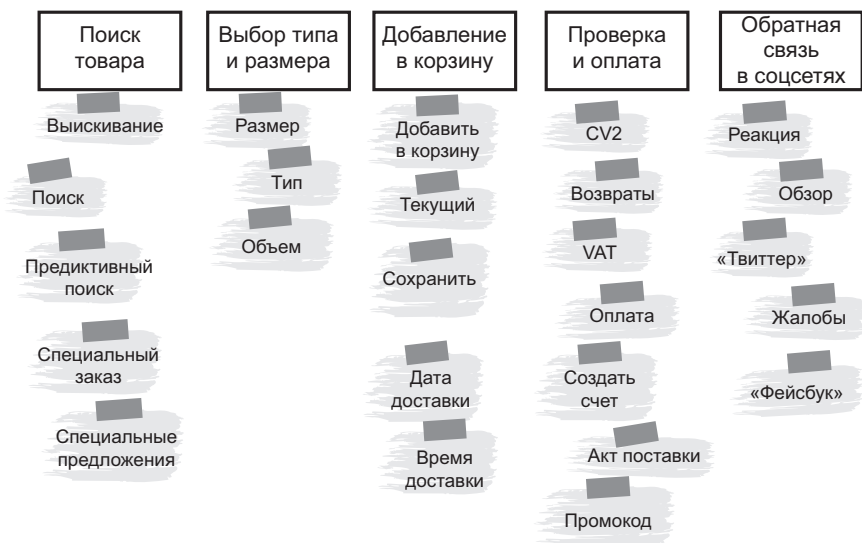 Поиск
товара
Выбор типа
и размера
Добавление
в корзину
Проверка
и оплата
Обратная
связь
в соцсетях
Выискивание
Поиск
Предиктивный
поиск
Специальный
заказ
Специальные
предложения
Размер
Тип
Объем
Добавить
в корзину
Текущий
Сохранить
Дата
доставки
Время
доставки
CV2
Возвраты
VAT
Оплата
Создать
счет
Акт поставки
Промокод
Реакция
Обзор
«Твиттер»
Жалобы
«Фейсбук»